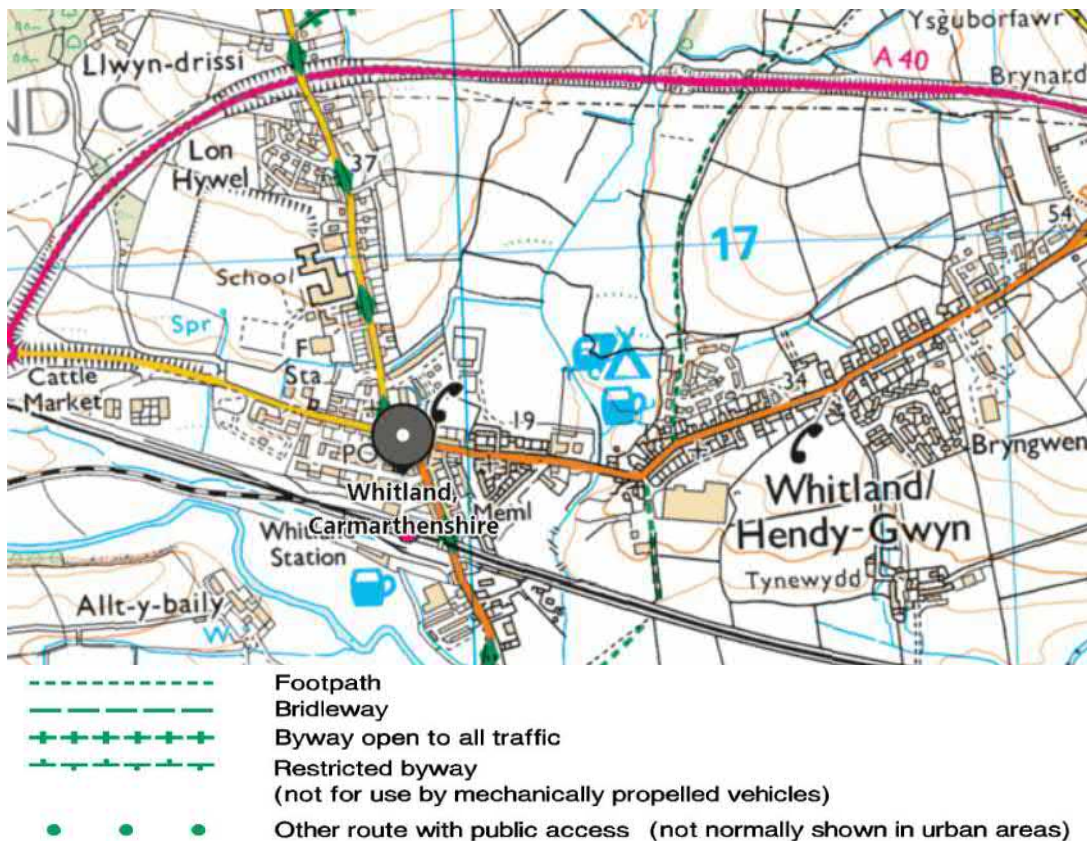 Ysguborfawr
Llwyn-drissi
A 40
Brynard
ND C
Lon
Hywel
37
54
17
School
Spr
F
Sta
Cattle
Market
34
19
PO
Bryngwen
Whitland,
Carmarthenshire
Meml
Whitland/
Hendy-Gwyn
Station
Tynewydd
Allt-y-baily
W
Footpath
Bridleway
Byway open to all traffic
Restricted byway
(not for use by mechanically propelled vehicles)
Other route with public access (not normally shown in urban areas)